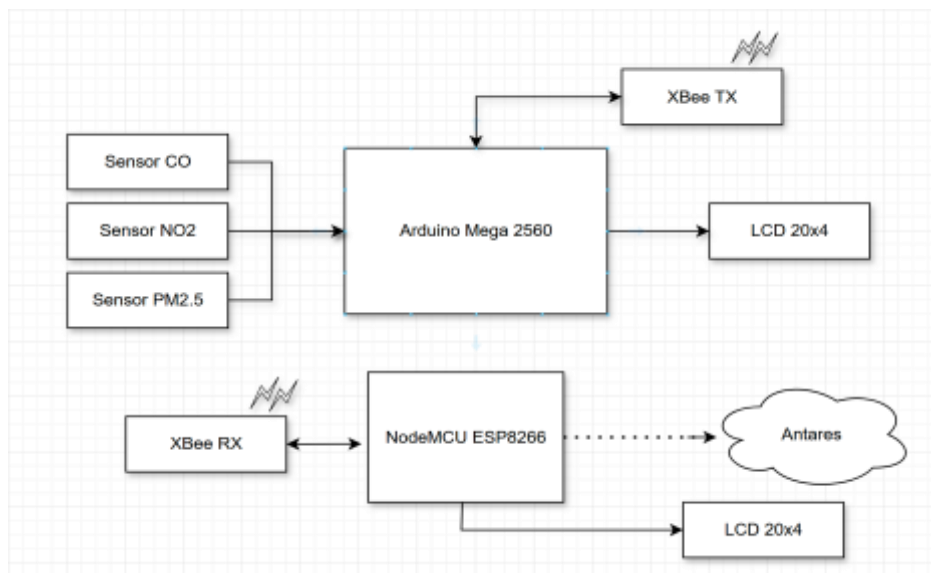 XBee TX
Sensor CO
Sensor NO2
Sensor PM2.5
Arduino Mega 2560
LCD 20x4
XBee RX
NodeMCU ESP8266
Antares
LCD 20x4